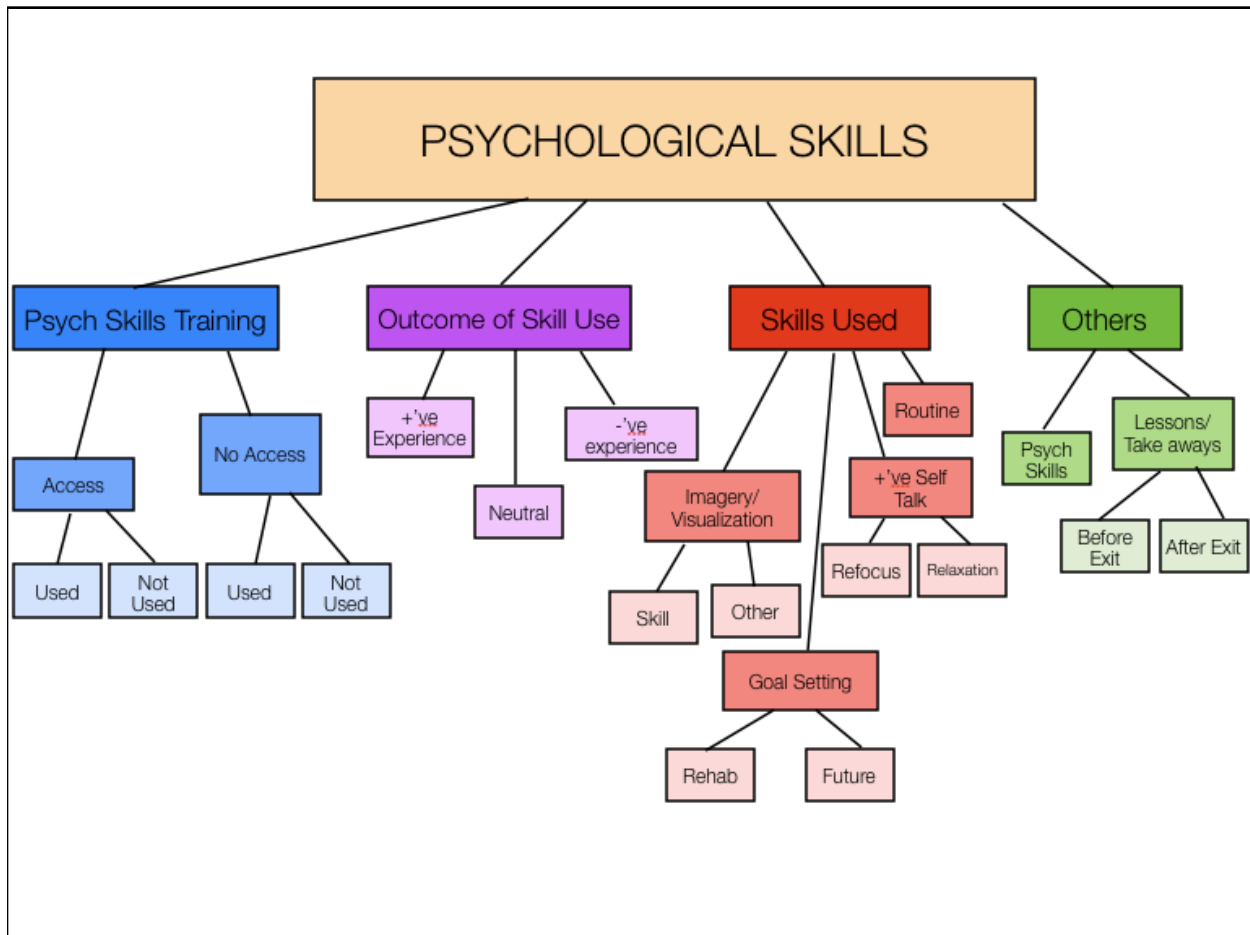 PSYCHOLOGICAL SKILLS
Psych Skills Training
Outcome of Skill Use
Skills Used
Others
Access
No Access
Used
Not
Used
Used
Not
Used
+'ve
Experience
Neutral
-'ve
experience
Imagery/
Visualization
Skill
Other
Goal Setting
Rehab
Future
+'ve Self
Talk
Refocus
Relaxation
Routine
Psych
Skills
Lessons/
Take aways
Before
Exit
After Exit